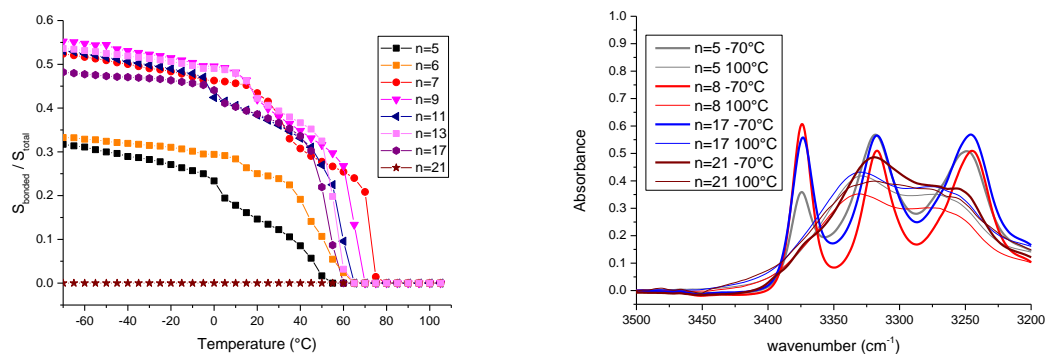 0.6
0.5
0.4
0.3
0.2
0.1
0.0
S_bonded / S_total
-60 -40 -20 0 20 40 60 80 100
Temperature (°C)
n=5
n=6
n=7
n=9
n=11
n=13
n=17
n=21
1.0
0.9
0.8
0.7
0.6
0.5
0.4
0.3
0.2
0.1
0.0
Absorbance
3500 3450 3400 3350 3300 3250 3200
wavenumber (cm⁻¹)
n=5 -70°C
n=5 100°C
n=8 -70°C
n=8 100°C
n=17 -70°C
n=17 100°C
n=21 -70°C
n=21 100°C